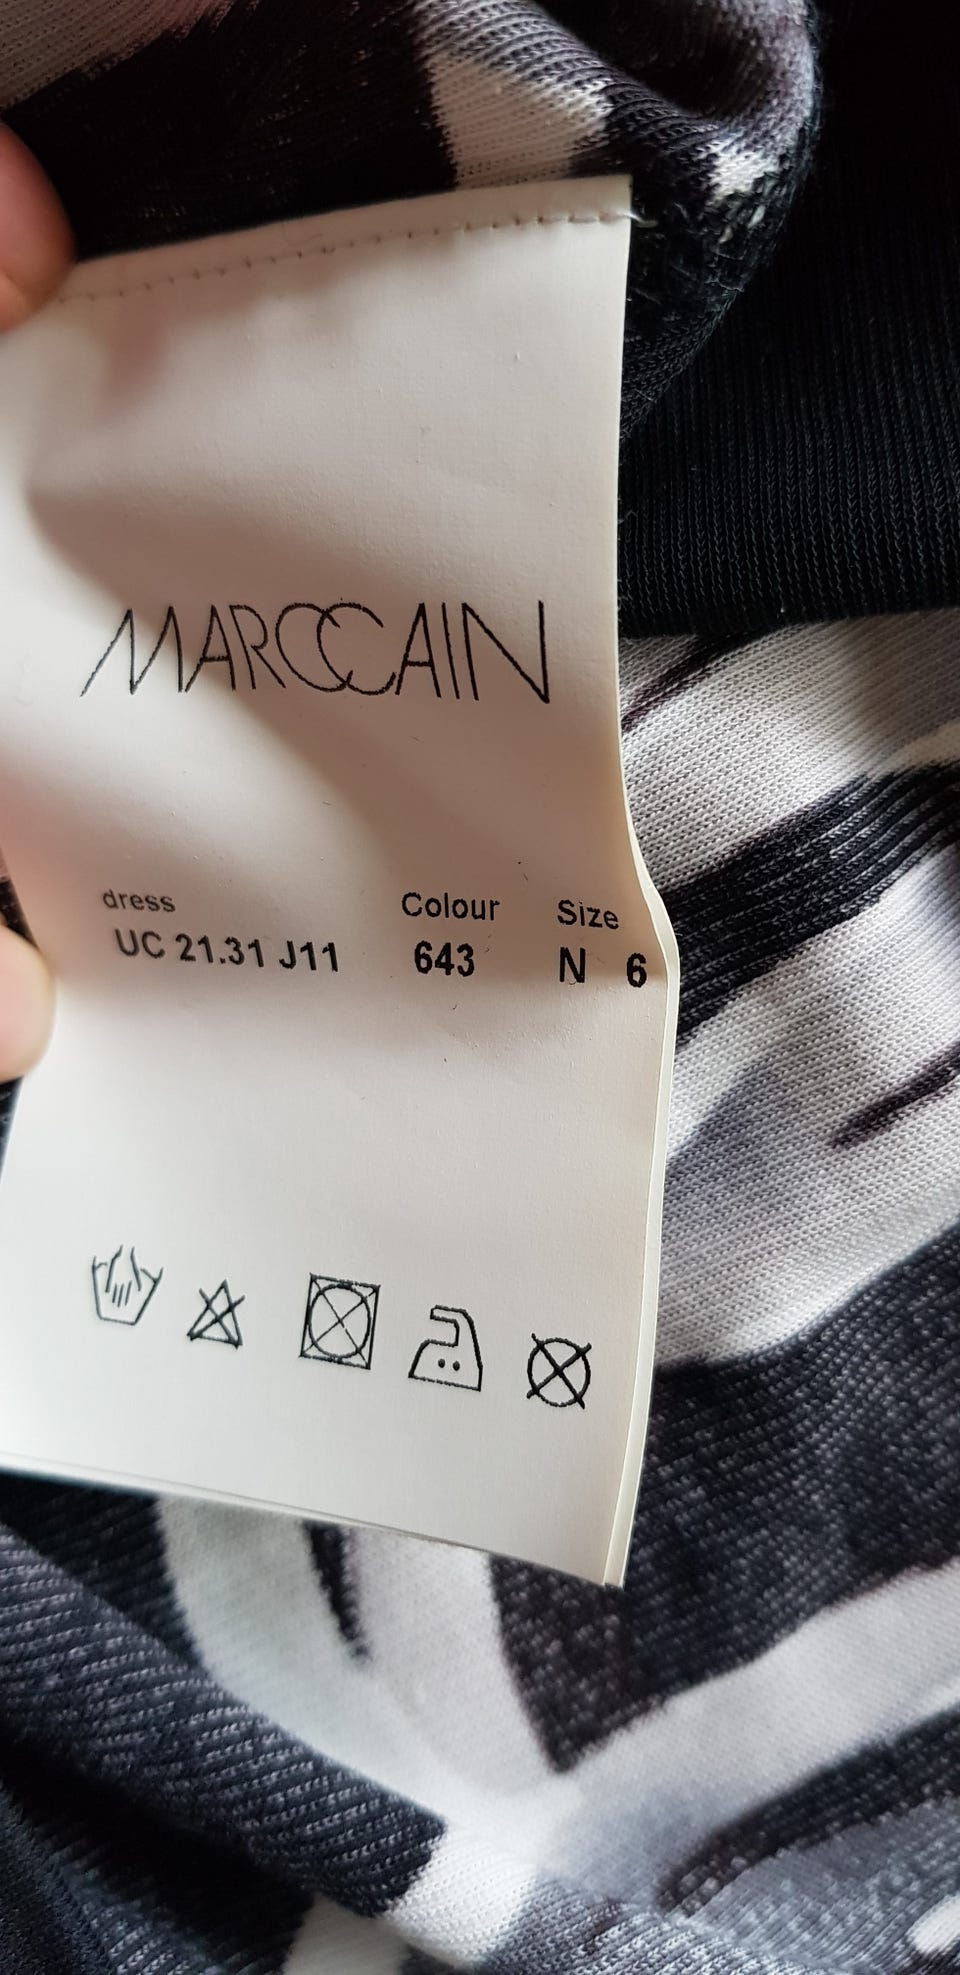 MARCCAIN
dress Colour Size
UC 21.31 J11 643 N 6